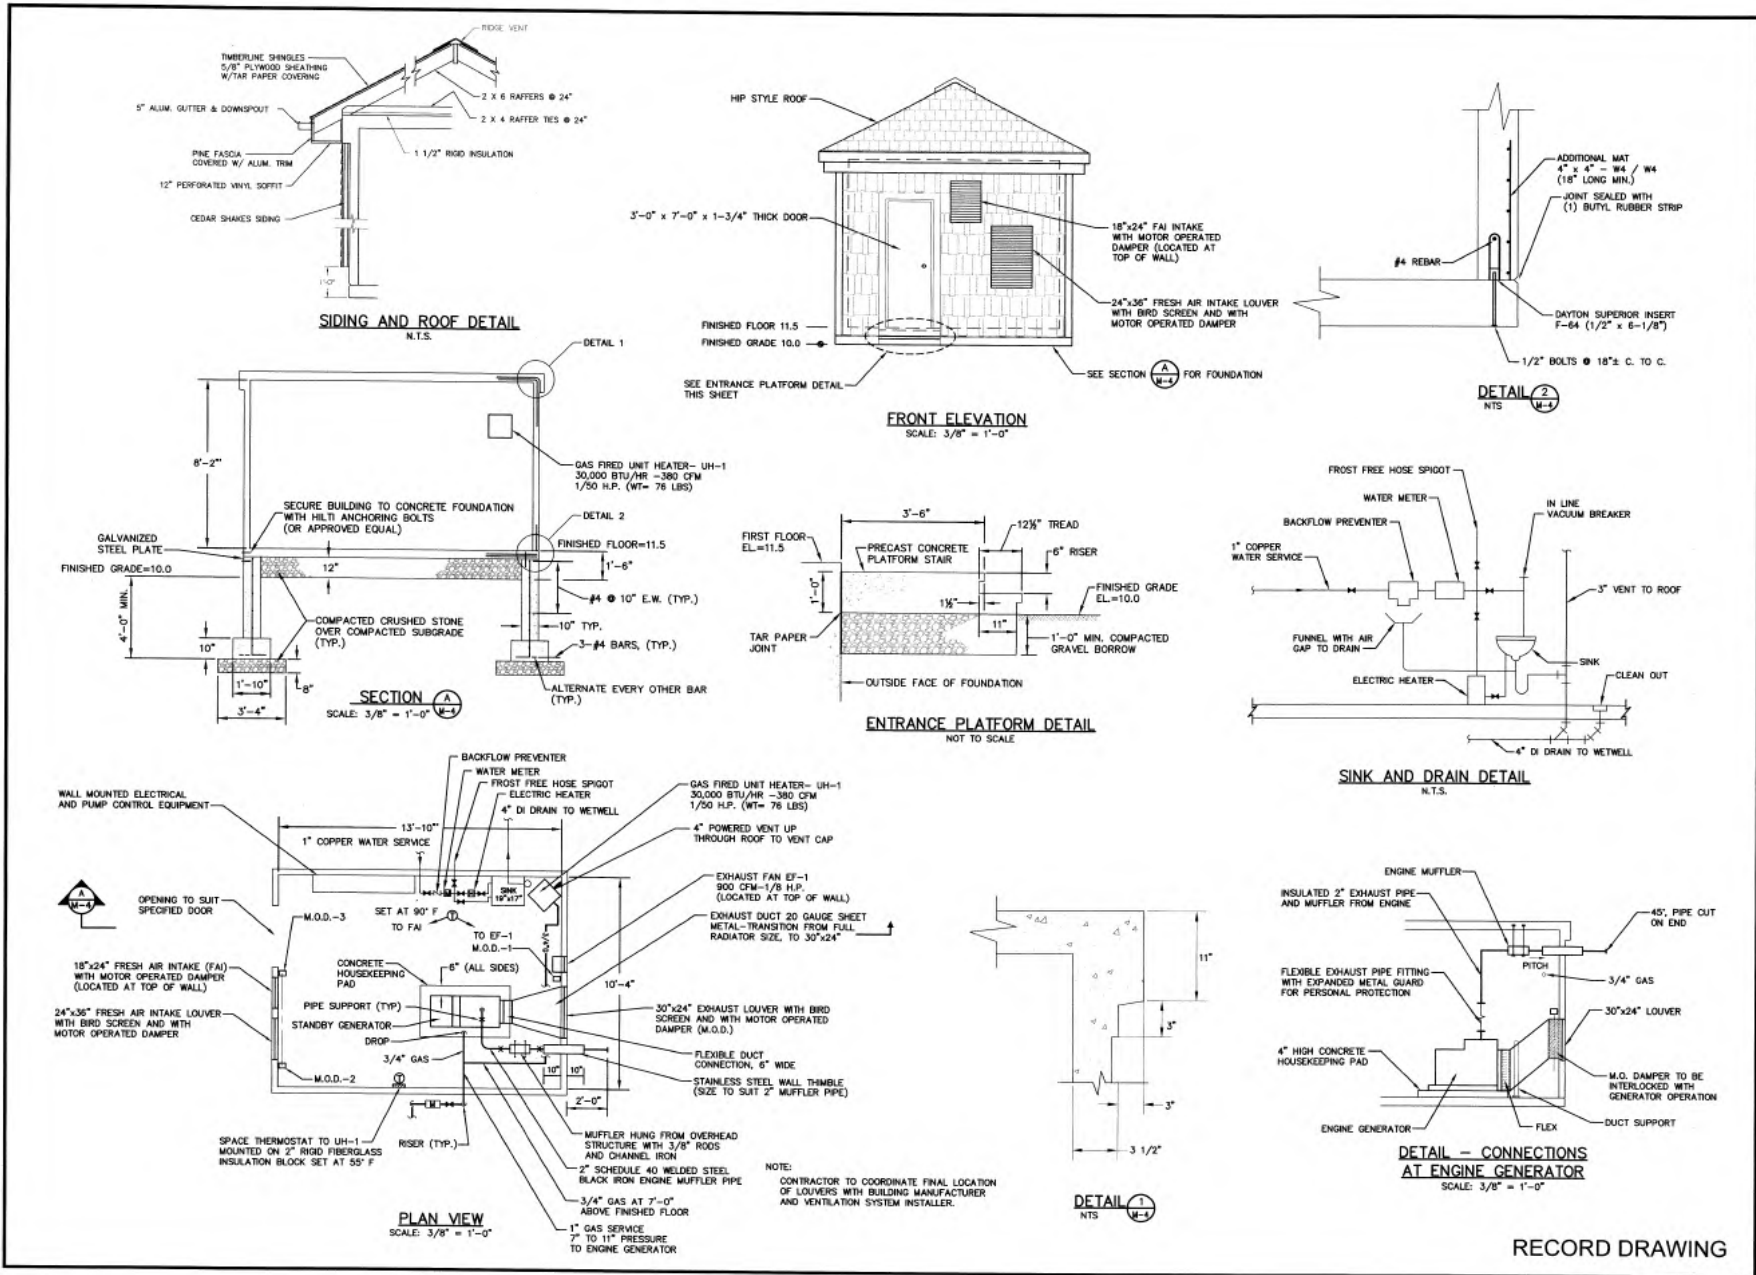 RIDGE VENT
TIMBERLINE SHINGLES
5/8" PLYWOOD SHEATHING
W/TAR PAPER COVERING
5" ALUM. GUTTER & DOWNSPOUT
2 X 6 RAFFERS @ 24"
2 X 4 RAFFER TIES @ 24"
1 1/2" RIGID INSULATION
PINE FASCIA
COVERED W/ ALUM. TRIM
12" PERFORATED VINYL SOFFIT
CEDAR SHAKES SIDING
1'-0"
SIDING AND ROOF DETAIL
N.T.S.
HIP STYLE ROOF
3'-0" x 7'-0" x 1-3/4" THICK DOOR
18"x24" FAI INTAKE
WITH MOTOR OPERATED
DAMPER (LOCATED AT
TOP OF WALL)
24"x36" FRESH AIR INTAKE LOUVER
WITH BIRD SCREEN AND WITH
MOTOR OPERATED DAMPER
FINISHED FLOOR 11.5
FINISHED GRADE 10.0
SEE ENTRANCE PLATFORM DETAIL
THIS SHEET
SEE SECTION A M-4 FOR FOUNDATION
FRONT ELEVATION
SCALE: 3/8" = 1'-0"
ADDITIONAL MAT
4" x 4" - W4 / W4
(18" LONG MIN.)
JOINT SEALED WITH
(1) BUTYL RUBBER STRIP
#4 REBAR
DAYTON SUPERIOR INSERT
F-64 (1/2" x 6-1/8")
1/2" BOLTS @ 18"± C. TO C.
DETAIL 2 M-4
NTS
DETAIL 1
8'-2"
GAS FIRED UNIT HEATER- UH-1
30,000 BTU/HR -380 CFM
1/50 H.P. (WT= 76 LBS)
SECURE BUILDING TO CONCRETE FOUNDATION
WITH HILTI ANCHORING BOLTS
(OR APPROVED EQUAL)
DETAIL 2
GALVANIZED
STEEL PLATE
FINISHED FLOOR=11.5
FINISHED GRADE=10.0
12"
1'-6"
#4 @ 10" E.W. (TYP.)
4'-0" MIN.
COMPACTED CRUSHED STONE
OVER COMPACTED SUBGRADE
(TYP.)
10" TYP.
3-#4 BARS, (TYP.)
10"
8"
1'-10"
3'-4"
ALTERNATE EVERY OTHER BAR
(TYP.)
SECTION A M-4
SCALE: 3/8" = 1'-0"
3'-6"
12½" TREAD
FIRST FLOOR
EL.=11.5
PRECAST CONCRETE
PLATFORM STAIR
6" RISER
1'-0"
FINISHED GRADE
EL.=10.0
1½"
11"
TAR PAPER
JOINT
1'-0" MIN. COMPACTED
GRAVEL BORROW
OUTSIDE FACE OF FOUNDATION
ENTRANCE PLATFORM DETAIL
NOT TO SCALE
FROST FREE HOSE SPIGOT
WATER METER
BACKFLOW PREVENTER
IN LINE
VACUUM BREAKER
1" COPPER
WATER SERVICE
3" VENT TO ROOF
FUNNEL WITH AIR
GAP TO DRAIN
SINK
ELECTRIC HEATER
CLEAN OUT
4" DI DRAIN TO WETWELL
SINK AND DRAIN DETAIL
N.T.S.
WALL MOUNTED ELECTRICAL
AND PUMP CONTROL EQUIPMENT
BACKFLOW PREVENTER
WATER METER
FROST FREE HOSE SPIGOT
ELECTRIC HEATER
4" DI DRAIN TO WETWELL
13'-10"
1" COPPER WATER SERVICE
GAS FIRED UNIT HEATER- UH-1
30,000 BTU/HR -380 CFM
1/50 H.P. (WT= 76 LBS)
4" POWERED VENT UP
THROUGH ROOF TO VENT CAP
A
M-4
OPENING TO SUIT
SPECIFIED DOOR
M
SINK
19"x17"
SET AT 90° F
T
TO FAI
TO EF-1
M.O.D.-3
M.O.D.-1
EXHAUST FAN EF-1
900 CFM-1/8 H.P.
(LOCATED AT TOP OF WALL)
EXHAUST DUCT 20 GAUGE SHEET
METAL-TRANSITION FROM FULL
RADIATOR SIZE, TO 30"x24"
18"x24" FRESH AIR INTAKE (FAI)
WITH MOTOR OPERATED DAMPER
(LOCATED AT TOP OF WALL)
24"x36" FRESH AIR INTAKE LOUVER
WITH BIRD SCREEN AND WITH
MOTOR OPERATED DAMPER
CONCRETE
HOUSEKEEPING
PAD
6" (ALL SIDES)
10'-4"
PIPE SUPPORT (TYP)
STANDBY GENERATOR
DROP
3/4" GAS
30"x24" EXHAUST LOUVER WITH BIRD
SCREEN AND WITH MOTOR OPERATED
DAMPER (M.O.D.)
FLEXIBLE DUCT
CONNECTION, 6" WIDE
10" 10"
STAINLESS STEEL WALL THIMBLE
(SIZE TO SUIT 2" MUFFLER PIPE)
M.O.D.-2
T
2'-0"
M
RISER (TYP.)
SPACE THERMOSTAT TO UH-1
MOUNTED ON 2" RIGID FIBERGLASS
INSULATION BLOCK SET AT 55° F
MUFFLER HUNG FROM OVERHEAD
STRUCTURE WITH 3/8" RODS
AND CHANNEL IRON
2" SCHEDULE 40 WELDED STEEL
BLACK IRON ENGINE MUFFLER PIPE
3/4" GAS AT 7'-0"
ABOVE FINISHED FLOOR
1" GAS SERVICE
7" TO 11" PRESSURE
TO ENGINE GENERATOR
PLAN VIEW
SCALE: 3/8" = 1'-0"
NOTE:
CONTRACTOR TO COORDINATE FINAL LOCATION
OF LOUVERS WITH BUILDING MANUFACTURER
AND VENTILATION SYSTEM INSTALLER.
11"
3"
3"
3 1/2"
DETAIL 1 M-4
NTS
ENGINE MUFFLER
INSULATED 2" EXHAUST PIPE
AND MUFFLER FROM ENGINE
45°, PIPE CUT
ON END
PITCH
3/4" GAS
FLEXIBLE EXHAUST PIPE FITTING
WITH EXPANDED METAL GUARD
FOR PERSONAL PROTECTION
30"x24" LOUVER
4" HIGH CONCRETE
HOUSEKEEPING PAD
M.O. DAMPER TO BE
INTERLOCKED WITH
GENERATOR OPERATION
ENGINE GENERATOR
FLEX
DUCT SUPPORT
DETAIL - CONNECTIONS
AT ENGINE GENERATOR
SCALE: 3/8" = 1'-0"
RECORD DRAWING